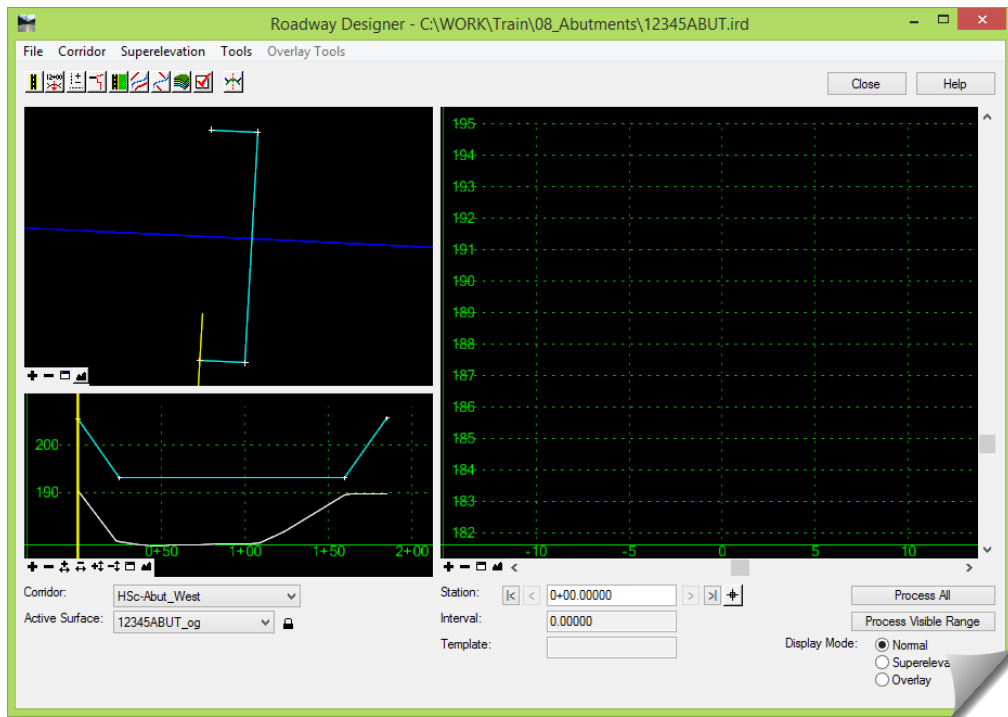 Roadway Designer - C:\WORK\Train\08_Abutments\12345ABUT.ird
File Corridor Superelevation Tools Overlay Tools
Close Help
195
194
193
192
191
190
189
188
187
186
185
184
183
182
-10 -5 0 5 10
200
190
0+50 1+00 1+50 2+00
Corridor: HSc-Abut_West
Active Surface: 12345ABUT_og
Station: 0+00.00000
Interval: 0.00000
Template:
Process All
Process Visible Range
Display Mode: Normal
Upereleva
Overlay